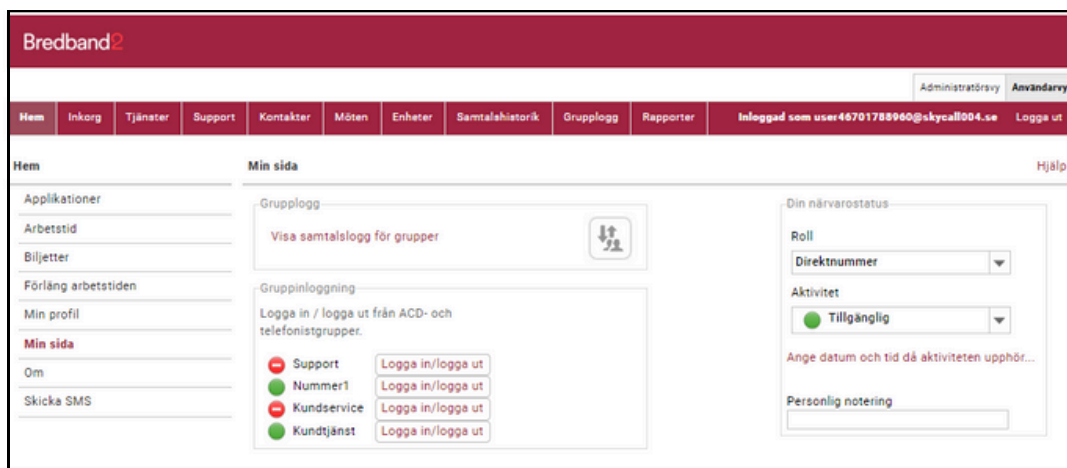 Bredband2
Administratörsvy Användarvy
Hem Inkorg Tjänster Support Kontakter Möten Enheter Samtalshistorik Grupplogg Rapporter Inloggad som user46701788960@skycall004.se Logga ut
Hem
Min sida
Hjälp
Applikationer
Arbetstid
Biljetter
Förläng arbetstiden
Min profil
Min sida
Om
Skicka SMS
Grupplogg
Visa samtalslogg för grupper
Gruppinloggning
Logga in / logga ut från ACD- och
telefonistgrupper.
Support Logga in/logga ut
Nummer1 Logga in/logga ut
Kundservice Logga in/logga ut
Kundtjänst Logga in/logga ut
Din närvarostatus
Roll
Direktnummer
Aktivitet
Tillgänglig
Ange datum och tid då aktiviteten upphör...
Personlig notering